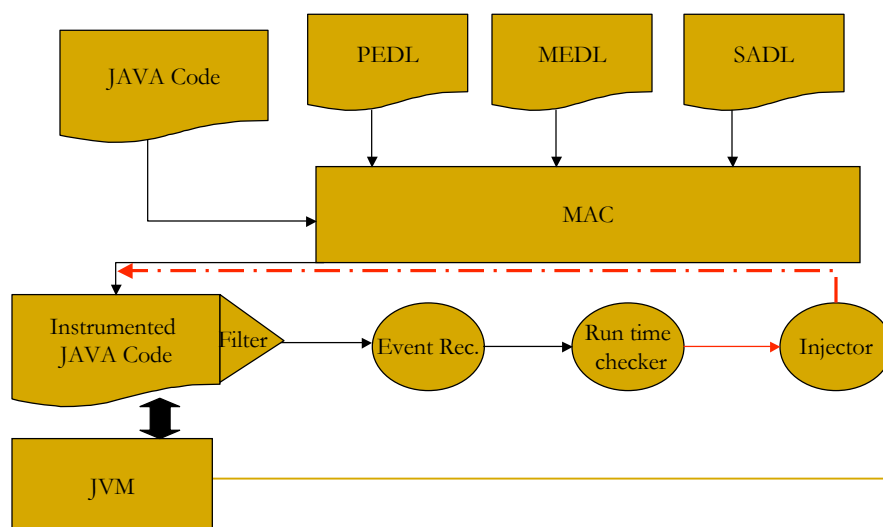 JAVA Code
PEDL
MEDL
SADL
MAC
Instrumented
JAVA Code
Filter
Event Rec.
Run time
checker
Injector
JVM